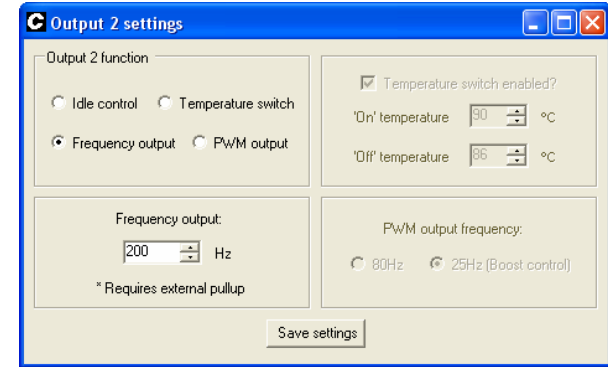 C Output 2 settings
Output 2 function
Idle control Temperature switch
Frequency output PWM output
Temperature switch enabled?
'On' temperature 90 °C
'Off' temperature 86 °C
Frequency output:
200 Hz
* Requires external pullup
PWM output frequency:
80Hz 25Hz (Boost control)
Save settings